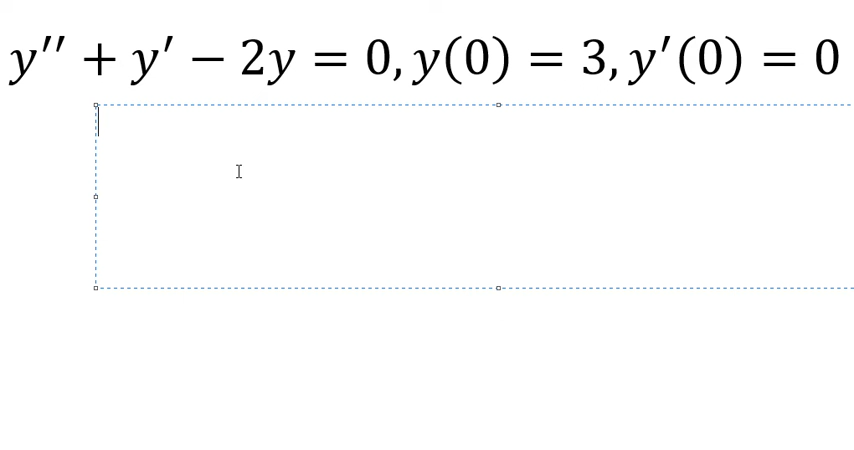 y′′ + y′ − 2y = 0, y(0) = 3, y′(0) = 0